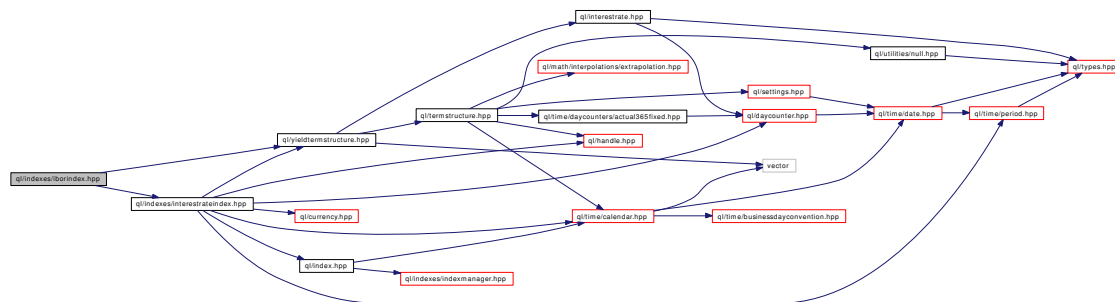 ql/interestrate.hpp
ql/utilities/null.hpp
ql/math/interpolations/extrapolation.hpp
ql/types.hpp
ql/settings.hpp
ql/termstructure.hpp
ql/time/daycounters/actual365fixed.hpp
ql/daycounter.hpp
ql/time/date.hpp
ql/time/period.hpp
ql/yieldtermstructure.hpp
ql/handle.hpp
vector
ql/indexes/iborindex.hpp
ql/indexes/interestrateindex.hpp
ql/currency.hpp
ql/time/calendar.hpp
ql/time/businessdayconvention.hpp
ql/index.hpp
ql/indexes/indexmanager.hpp